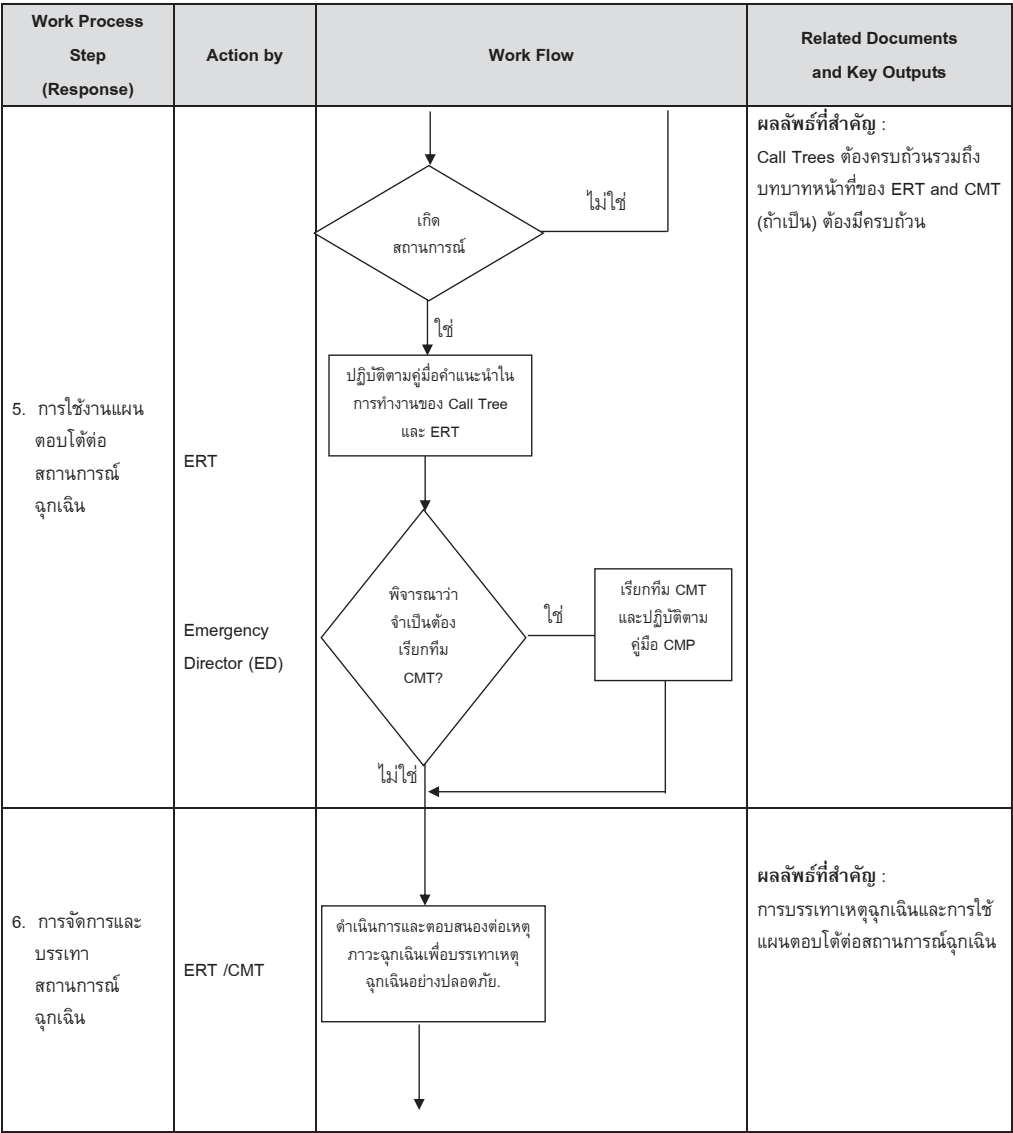 Work Process
Step
(Response)
Action by
Work Flow
Related Documents
and Key Outputs
5. การใช้งานแผน
ตอบโต้ต่อ
สถานการณ์
ฉุกเฉิน
ERT
Emergency
Director (ED)
เกิด
สถานการณ์
ไม่ใช่
ใช่
ปฏิบัติตามคู่มือคำแนะนำใน
การทำงานของ Call Tree
และ ERT
พิจารณาว่า
จำเป็นต้อง
เรียกทีม
CMT?
ใช่
เรียกทีม CMT
และปฏิบัติตาม
คู่มือ CMP
ไม่ใช่
ผลลัพธ์ที่สำคัญ :
Call Trees ต้องครบถ้วนรวมถึง
บทบาทหน้าที่ของ ERT and CMT
(ถ้าเป็น) ต้องมีครบถ้วน
6. การจัดการและ
บรรเทา
สถานการณ์
ฉุกเฉิน
ERT /CMT
ดำเนินการและตอบสนองต่อเหตุ
ภาวะฉุกเฉินเพื่อบรรเทาเหตุ
ฉุกเฉินอย่างปลอดภัย.
ผลลัพธ์ที่สำคัญ :
การบรรเทาเหตุฉุกเฉินและการใช้
แผนตอบโต้ต่อสถานการณ์ฉุกเฉิน